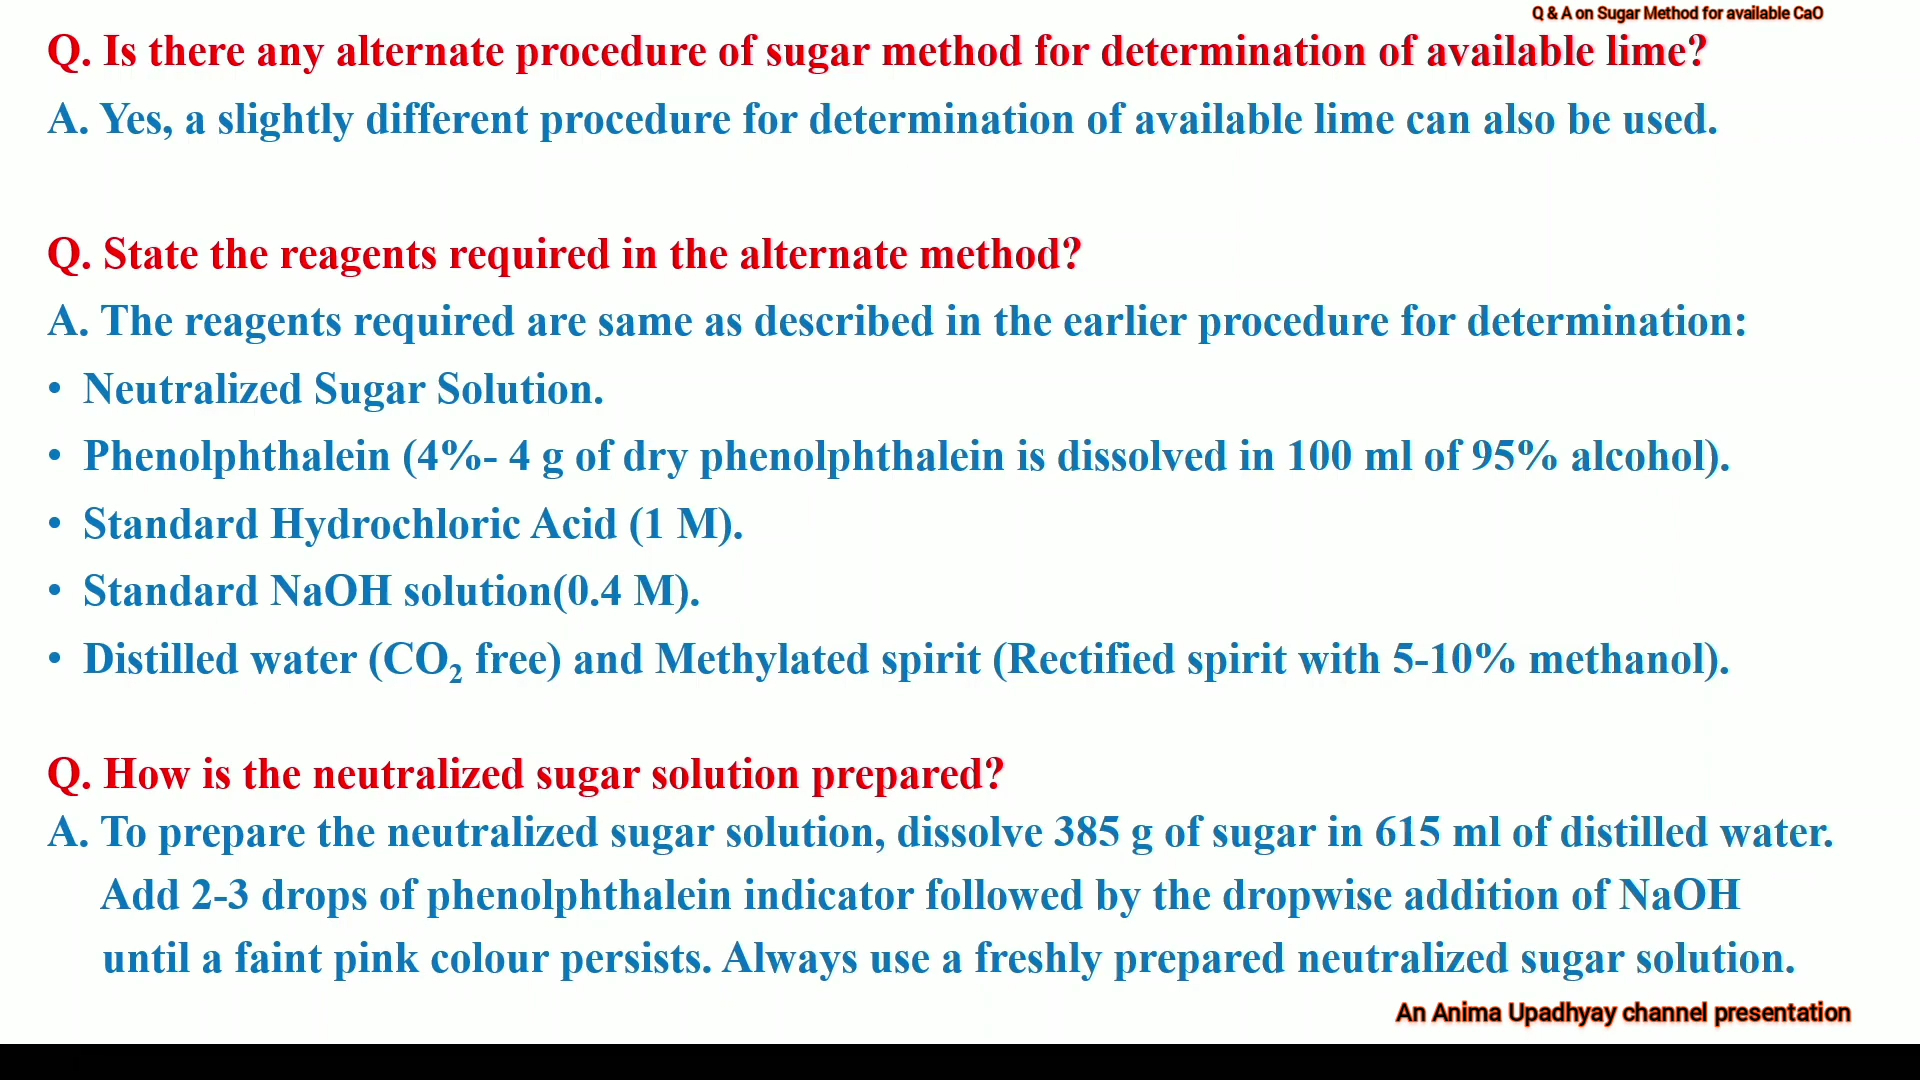 Q & A on Sugar Method for available CaO
Q. Is there any alternate procedure of sugar method for determination of available lime?
A. Yes, a slightly different procedure for determination of available lime can also be used.
Q. State the reagents required in the alternate method?
A. The reagents required are same as described in the earlier procedure for determination:
• Neutralized Sugar Solution.
• Phenolphthalein (4%- 4 g of dry phenolphthalein is dissolved in 100 ml of 95% alcohol).
• Standard Hydrochloric Acid (1 M).
• Standard NaOH solution(0.4 M).
• Distilled water (CO₂ free) and Methylated spirit (Rectified spirit with 5-10% methanol).
Q. How is the neutralized sugar solution prepared?
A. To prepare the neutralized sugar solution, dissolve 385 g of sugar in 615 ml of distilled water.
Add 2-3 drops of phenolphthalein indicator followed by the dropwise addition of NaOH
until a faint pink colour persists. Always use a freshly prepared neutralized sugar solution.
An Anima Upadhyay channel presentation